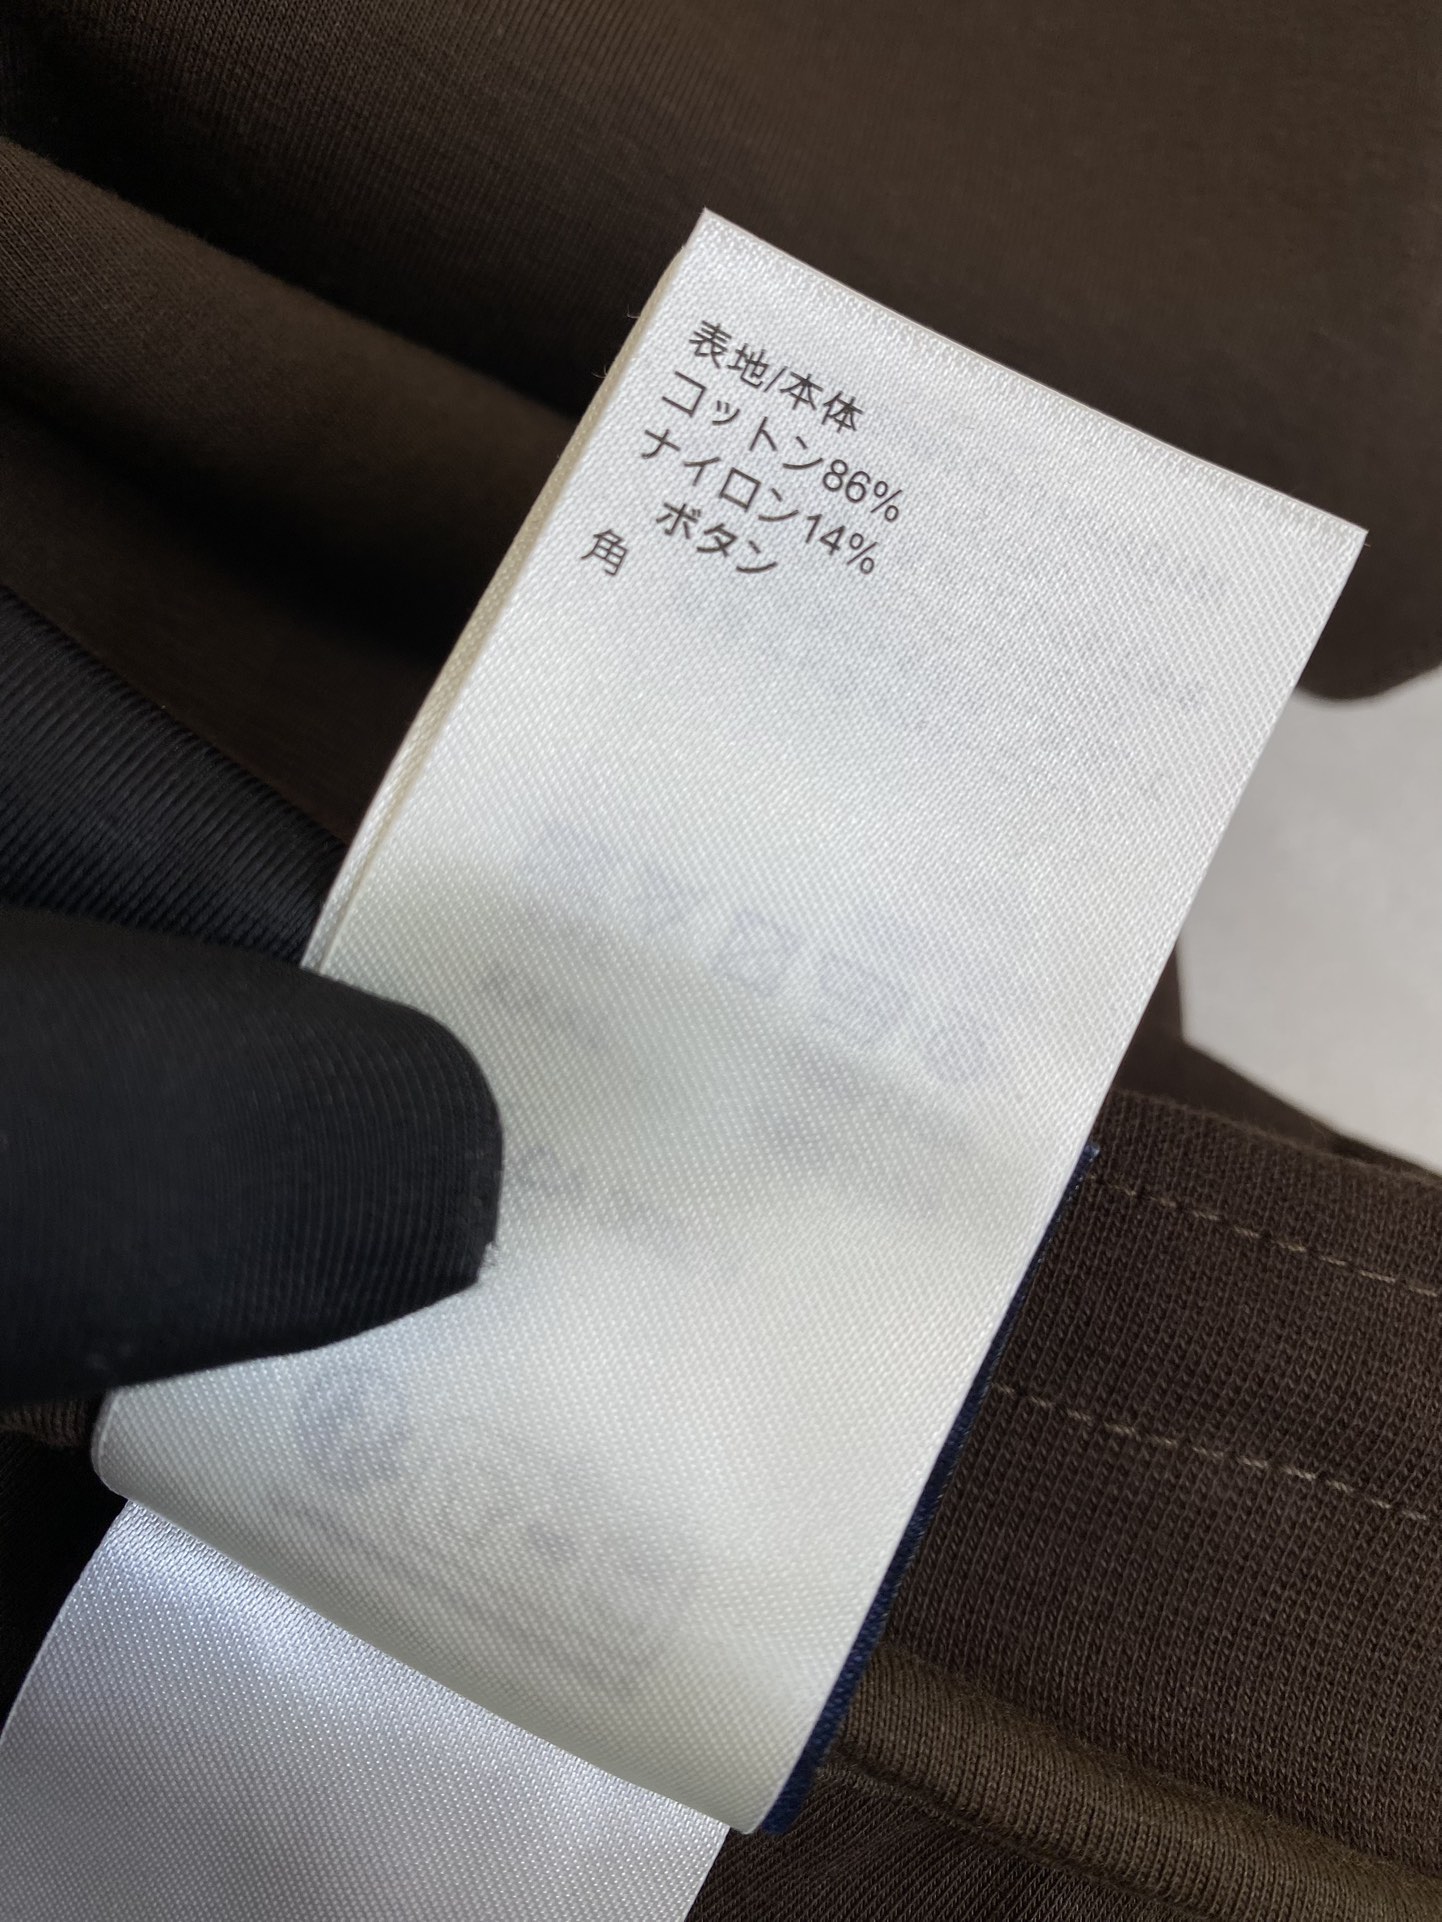 表地/本体
コットン86%
ナイロン14%
ボタン
角